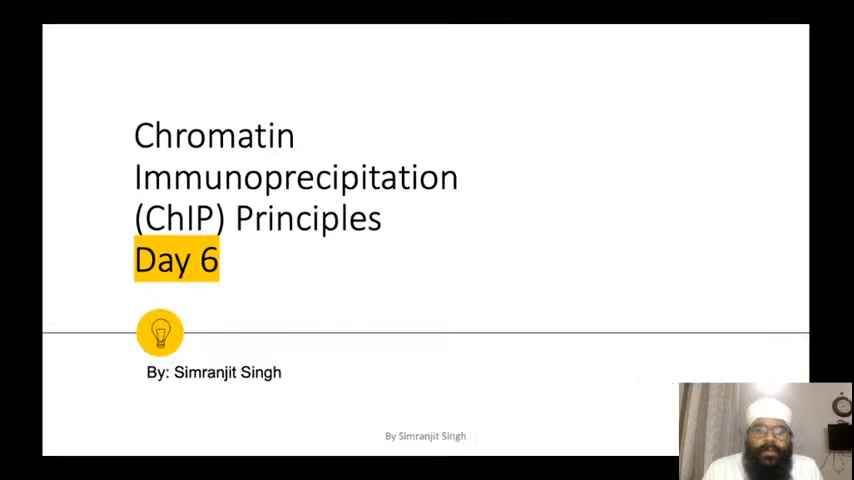 Chromatin
Immunoprecipitation
(ChIP) Principles
Day 6
By: Simranjit Singh
By Simranjit Singh